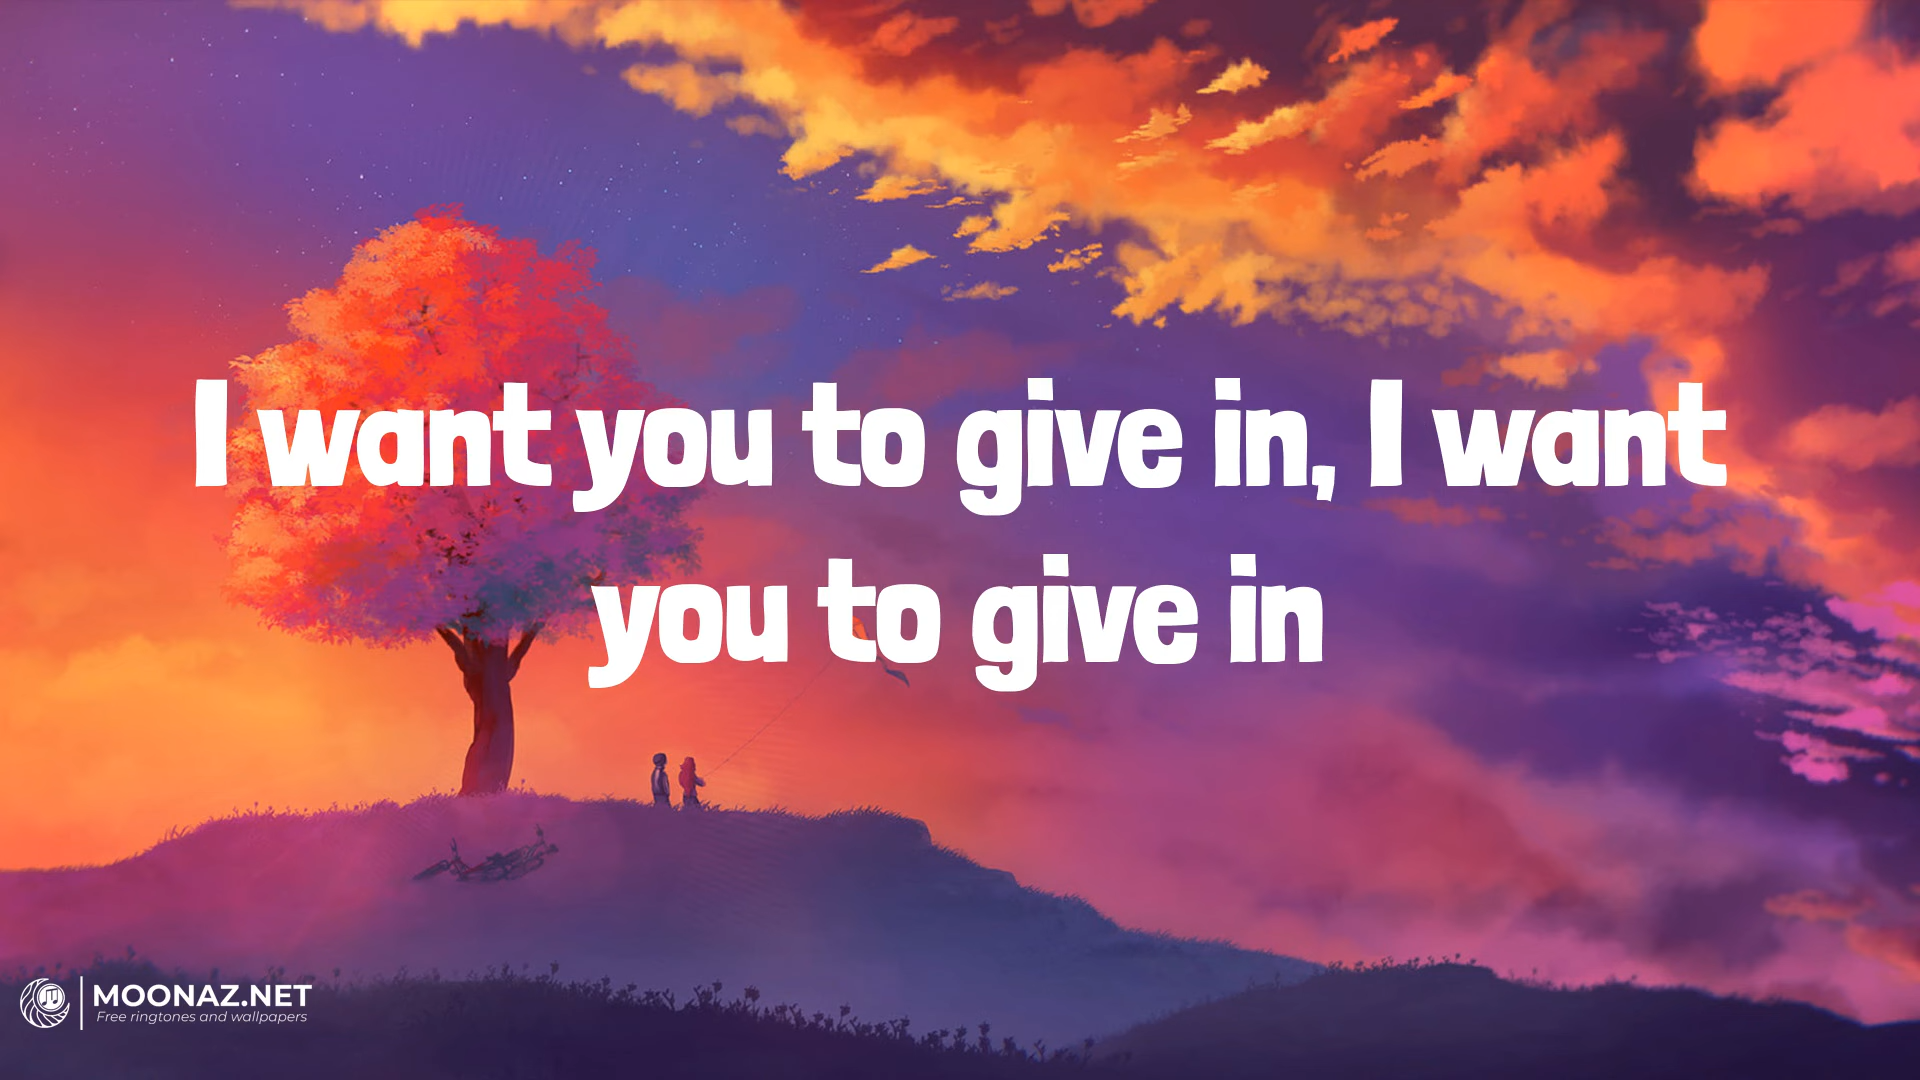 I want you to give in, I want
you to give in
MOONAZ.NET
Free ringtones and wallpapers